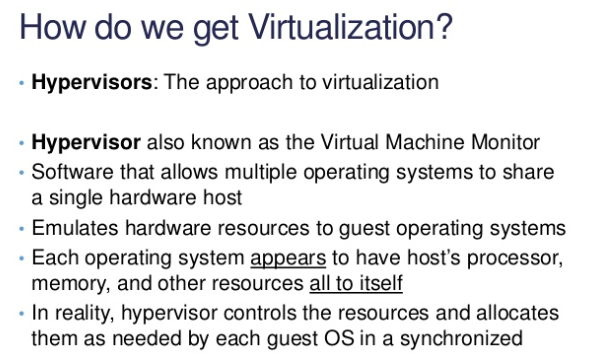 How do we get Virtualization?
• Hypervisors: The approach to virtualization
• Hypervisor also known as the Virtual Machine Monitor
• Software that allows multiple operating systems to share
a single hardware host
• Emulates hardware resources to guest operating systems
• Each operating system appears to have host's processor,
memory, and other resources all to itself
• In reality, hypervisor controls the resources and allocates
them as needed by each guest OS in a synchronized